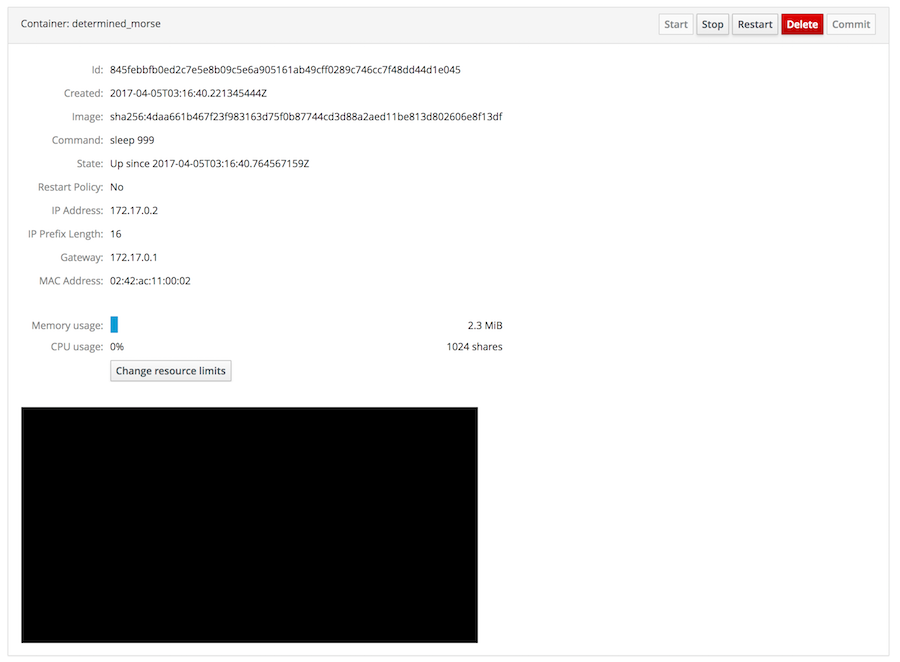 Container: determined_morse Start Stop Restart Delete Commit
Id: 845febbfb0ed2c7e5e8b09c5e6a905161ab49cff0289c746cc7f48dd44d1e045
Created: 2017-04-05T03:16:40.221345444Z
Image: sha256:4daa661b467f23f983163d75f0b87744cd3d88a2aed11be813d802606e8f13df
Command: sleep 999
State: Up since 2017-04-05T03:16:40.764567159Z
Restart Policy: No
IP Address: 172.17.0.2
IP Prefix Length: 16
Gateway: 172.17.0.1
MAC Address: 02:42:ac:11:00:02
Memory usage: 2.3 MiB
CPU usage: 0% 1024 shares
Change resource limits